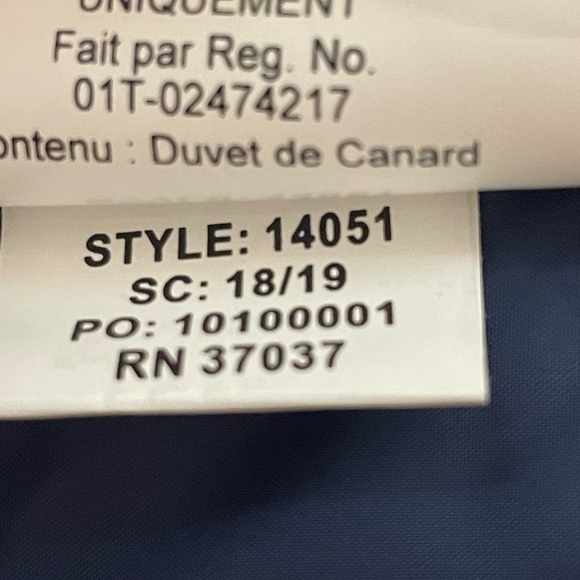 UNIQUEMENT
Fait par Reg. No.
01T-02474217
ontenu : Duvet de Canard
STYLE: 14051
SC: 18/19
PO: 10100001
RN 37037